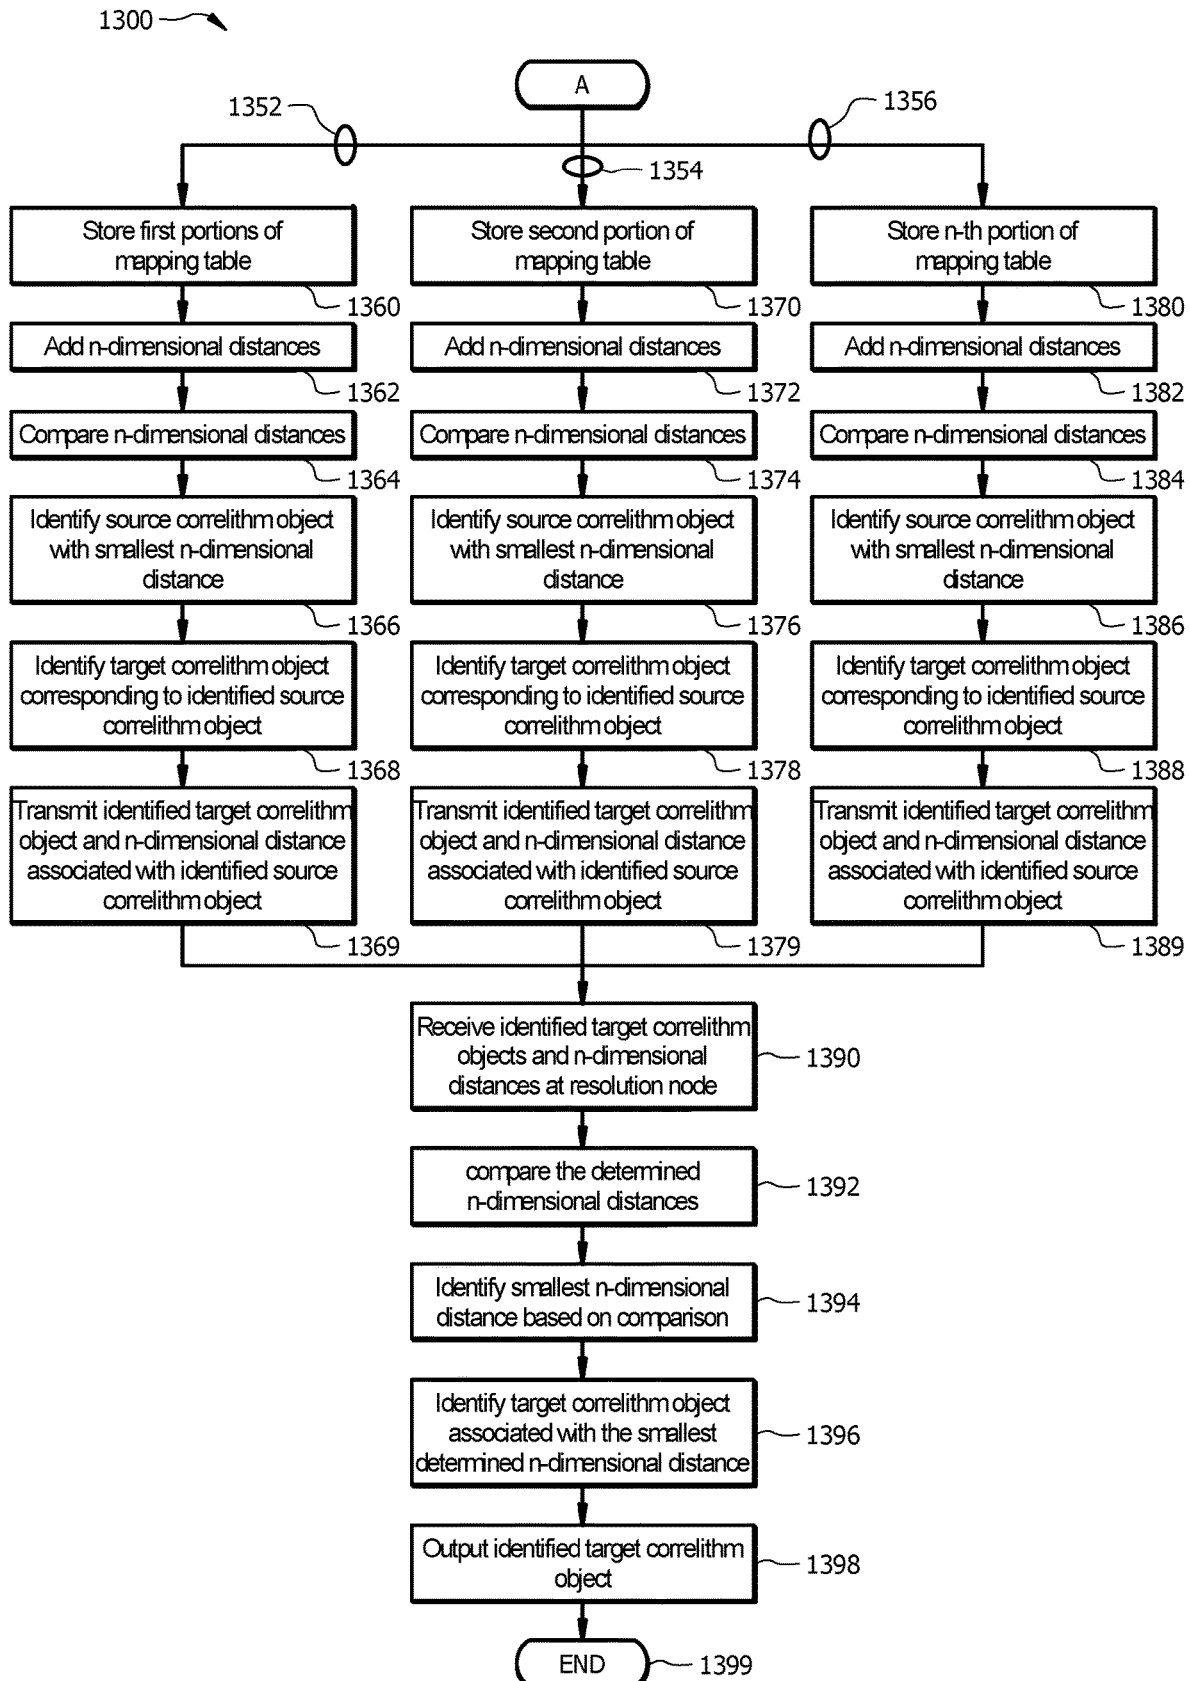 1300
A
1352
1354
1356
Store first portions of
mapping table
1360
Add n-dimensional distances
1362
Compare n-dimensional distances
1364
Identify source correlithm object
with smallest n-dimensional
distance
1366
Identify target correlithm object
corresponding to identified source
correlithm object
1368
Transmit identified target correlithm
object and n-dimensional distance
associated with identified source
correlithm object
1369
Store second portion of
mapping table
1370
Add n-dimensional distances
1372
Compare n-dimensional distances
1374
Identify source correlithm object
with smallest n-dimensional
distance
1376
Identify target correlithm object
corresponding to identified source
correlithm object
1378
Transmit identified target correlithm
object and n-dimensional distance
associated with identified source
correlithm object
1379
Store n-th portion of
mapping table
1380
Add n-dimensional distances
1382
Compare n-dimensional distances
1384
Identify source correlithm object
with smallest n-dimensional
distance
1386
Identify target correlithm object
corresponding to identified source
correlithm object
1388
Transmit identified target correlithm
object and n-dimensional distance
associated with identified source
correlithm object
1389
Receive identified target correlithm
objects and n-dimensional
distances at resolution node
1390
compare the determined
n-dimensional distances
1392
Identify smallest n-dimensional
distance based on comparison
1394
Identify target correlithm object
associated with the smallest
determined n-dimensional distance
1396
Output identified target correlithm
object
1398
END
1399